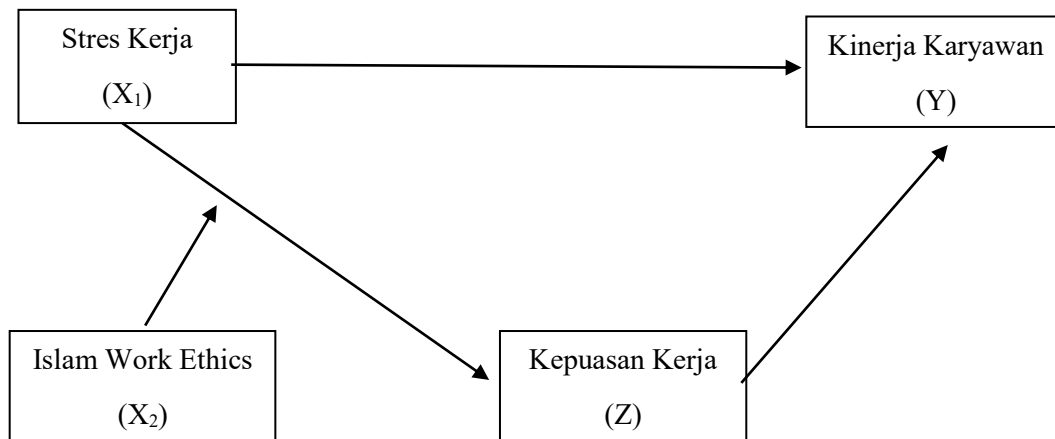 Stres Kerja
(X₁)
Kinerja Karyawan
(Y)
Islam Work Ethics
(X₂)
Kepuasan Kerja
(Z)